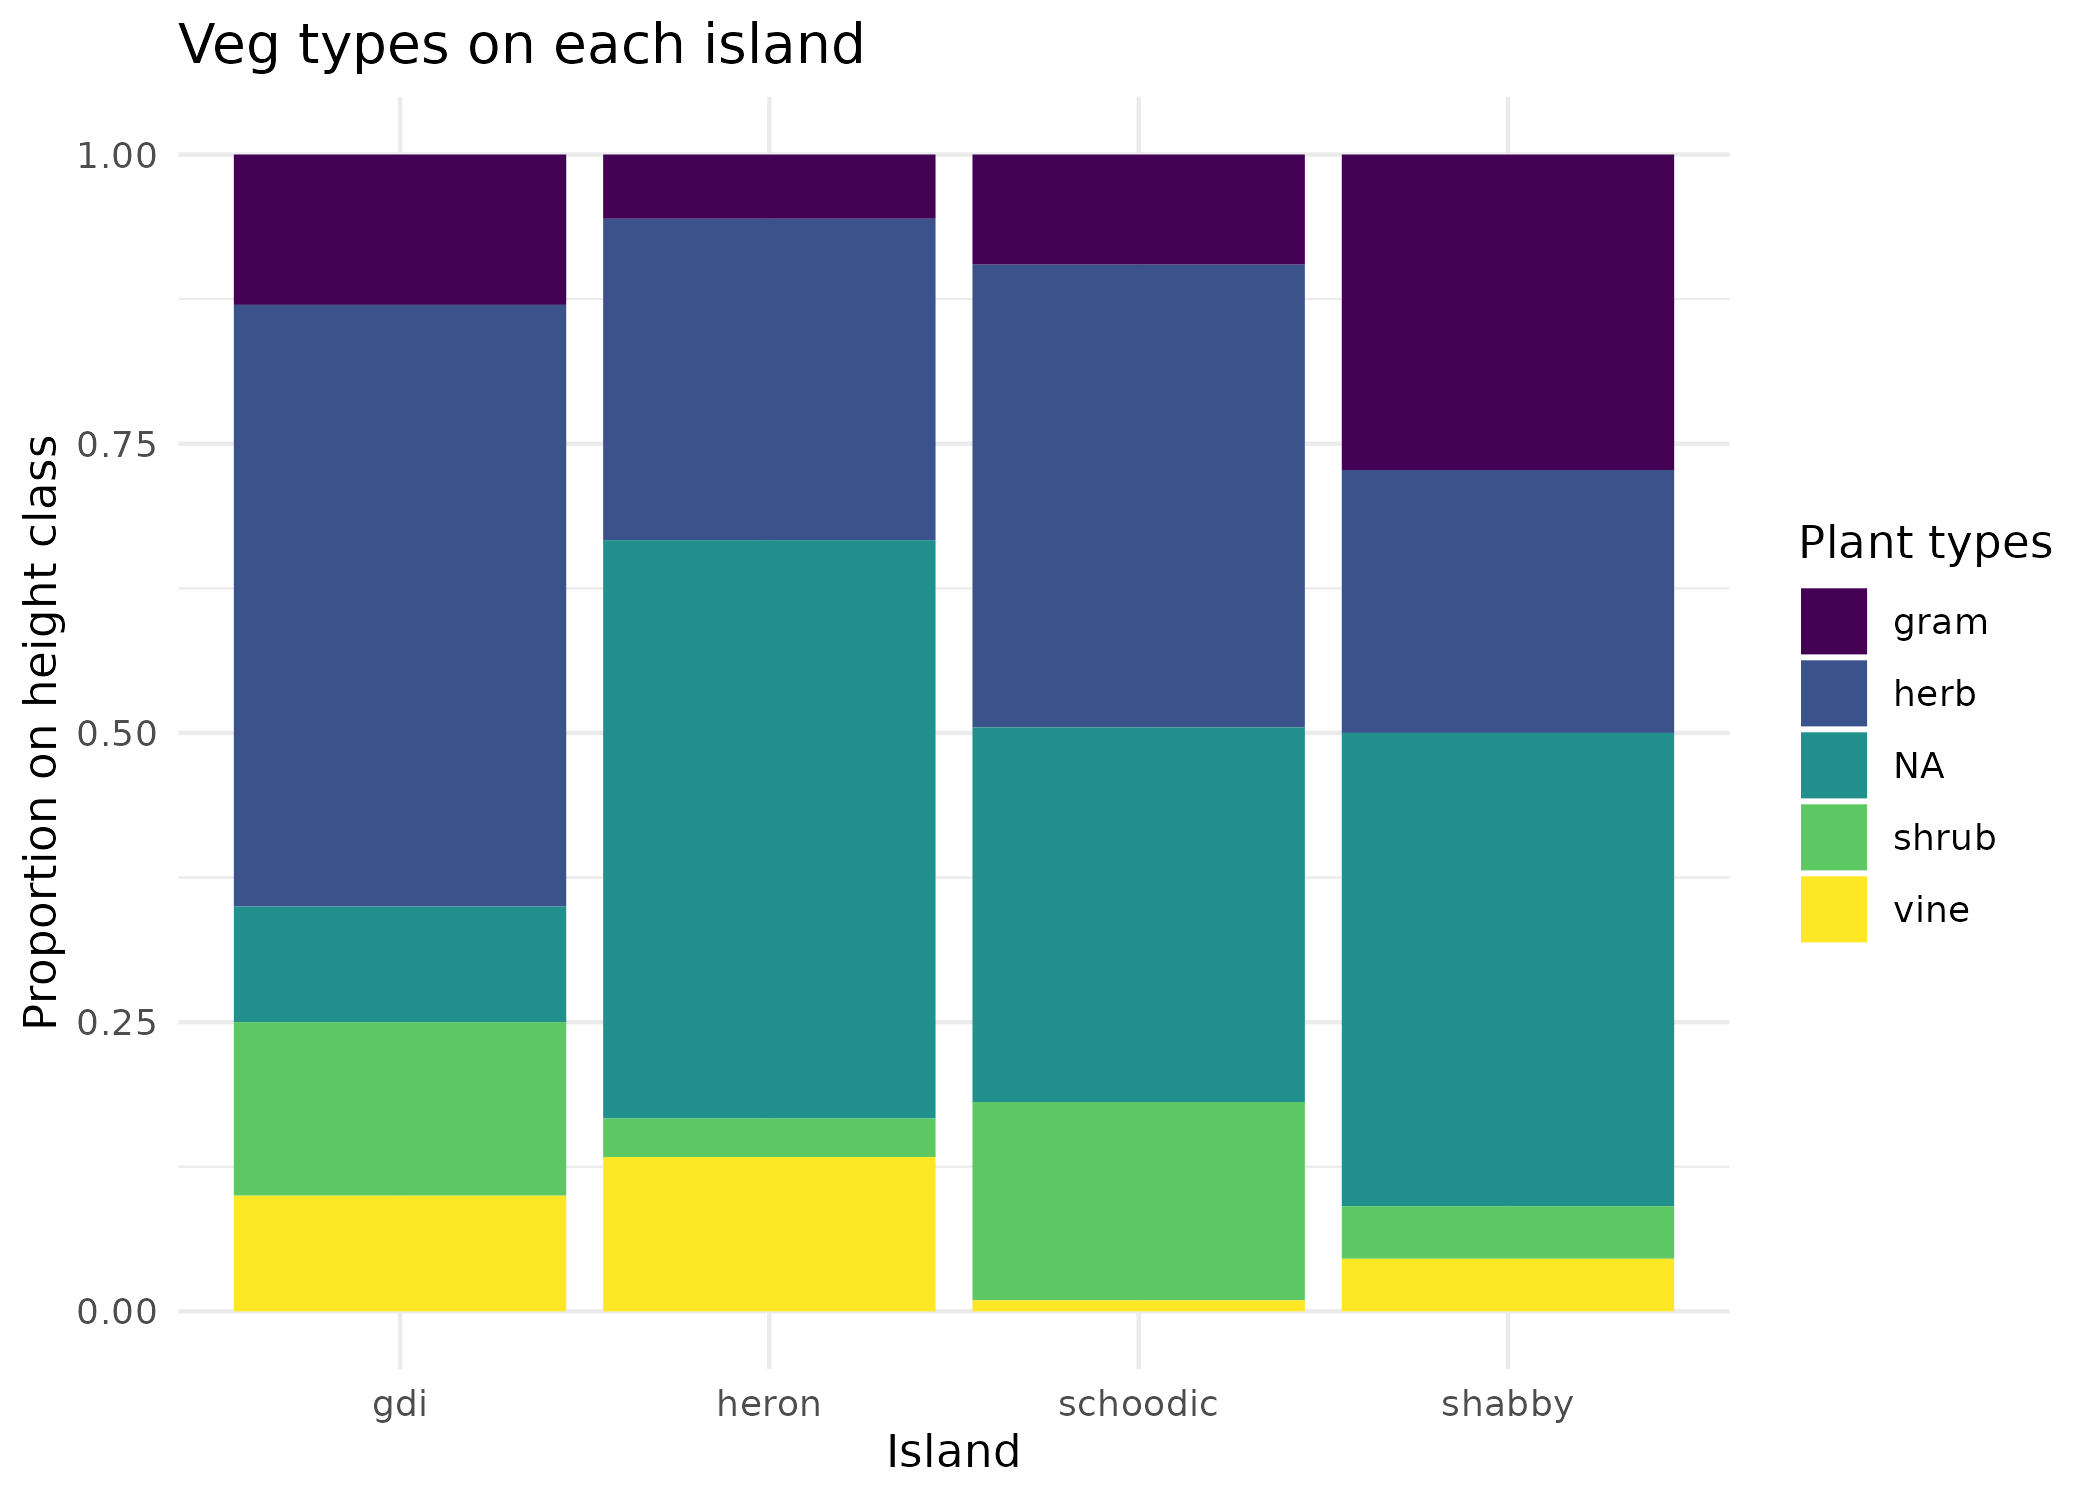 Veg types on each island
Proportion on height class
1.00
0.75
0.50
0.25
0.00
gdi heron schoodic shabby
Island
Plant types
gram
herb
NA
shrub
vine